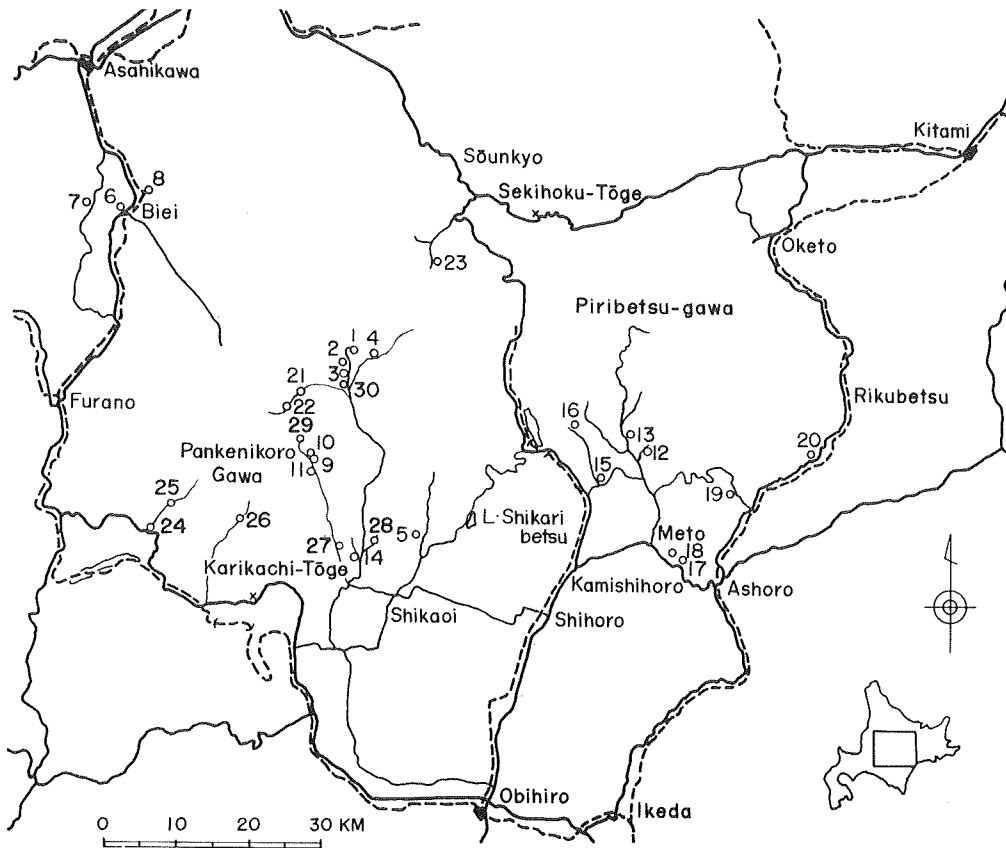 Asahikawa
Kitami
Sōunkyo
8
Sekihoku-Tōge
7
6
Biei
x
Oketo
23
Piribetsu-gawa
1
4
2
3
21
30
Furano
22
Rikubetsu
16
29
13
10
20
Pankenikoro
9
12
Gawa
11
15
25
19
26
28
L·Shikari
24
5
betsu
Meto
27
18
14
17
Karikachi-Tōge
Kamishihoro
Ashoro
x
Shikaoi
Shihoro
Obihiro
Ikeda
0 10 20 30 KM